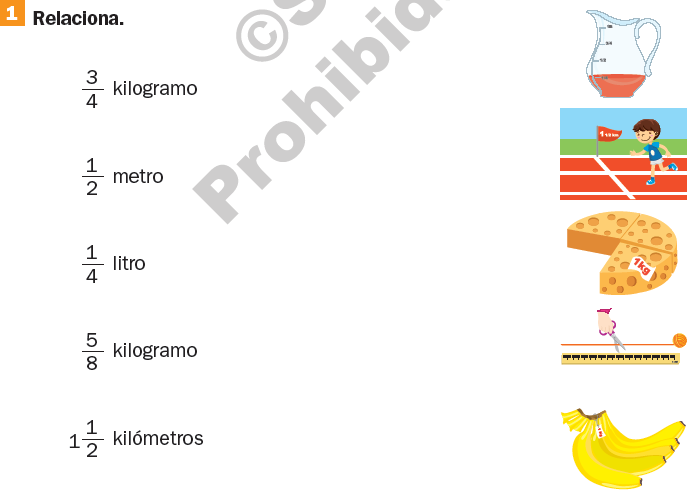 1 Relaciona.
3/4 kilogramo
1/2 metro
1/4 litro
5/8 kilogramo
1 1/2 kilómetros
Prohibida
1kg